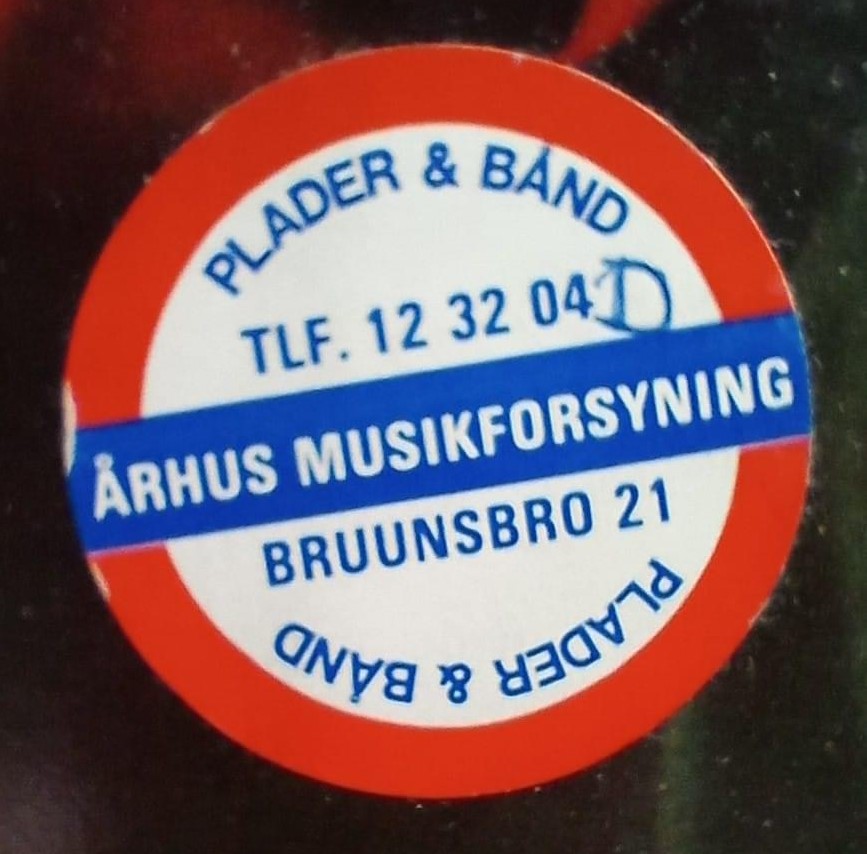 PLADER & BÅND
TLF. 12 32 04 D
ÅRHUS MUSIKFORSYNING
BRUUNSBRO 21
PLADER & BÅND